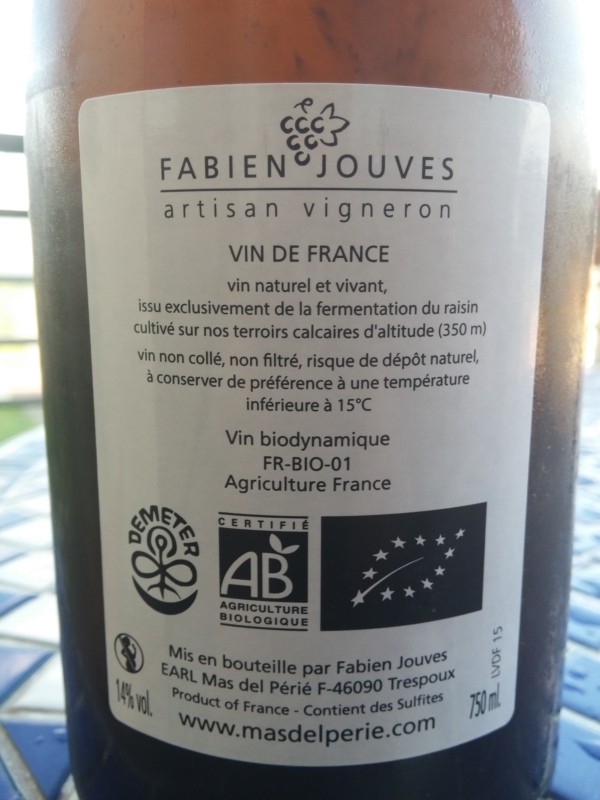 FABIEN JOUVES
artisan vigneron
VIN DE FRANCE
vin naturel et vivant,
issu exclusivement de la fermentation du raisin
cultivé sur nos terroirs calcaires d'altitude (350 m)
vin non collé, non filtré, risque de dépôt naturel,
à conserver de préférence à une température
inférieure à 15°C
Vin biodynamique
FR-BIO-01
Agriculture France
DEMETER
CERTIFIÉ
AB
AGRICULTURE
BIOLOGIQUE
Mis en bouteille par Fabien Jouves
EARL Mas del Périé F-46090 Trespoux
Product of France - Contient des Sulfites
14% vol.
750 ml.
LVDF 15
www.masdelperie.com